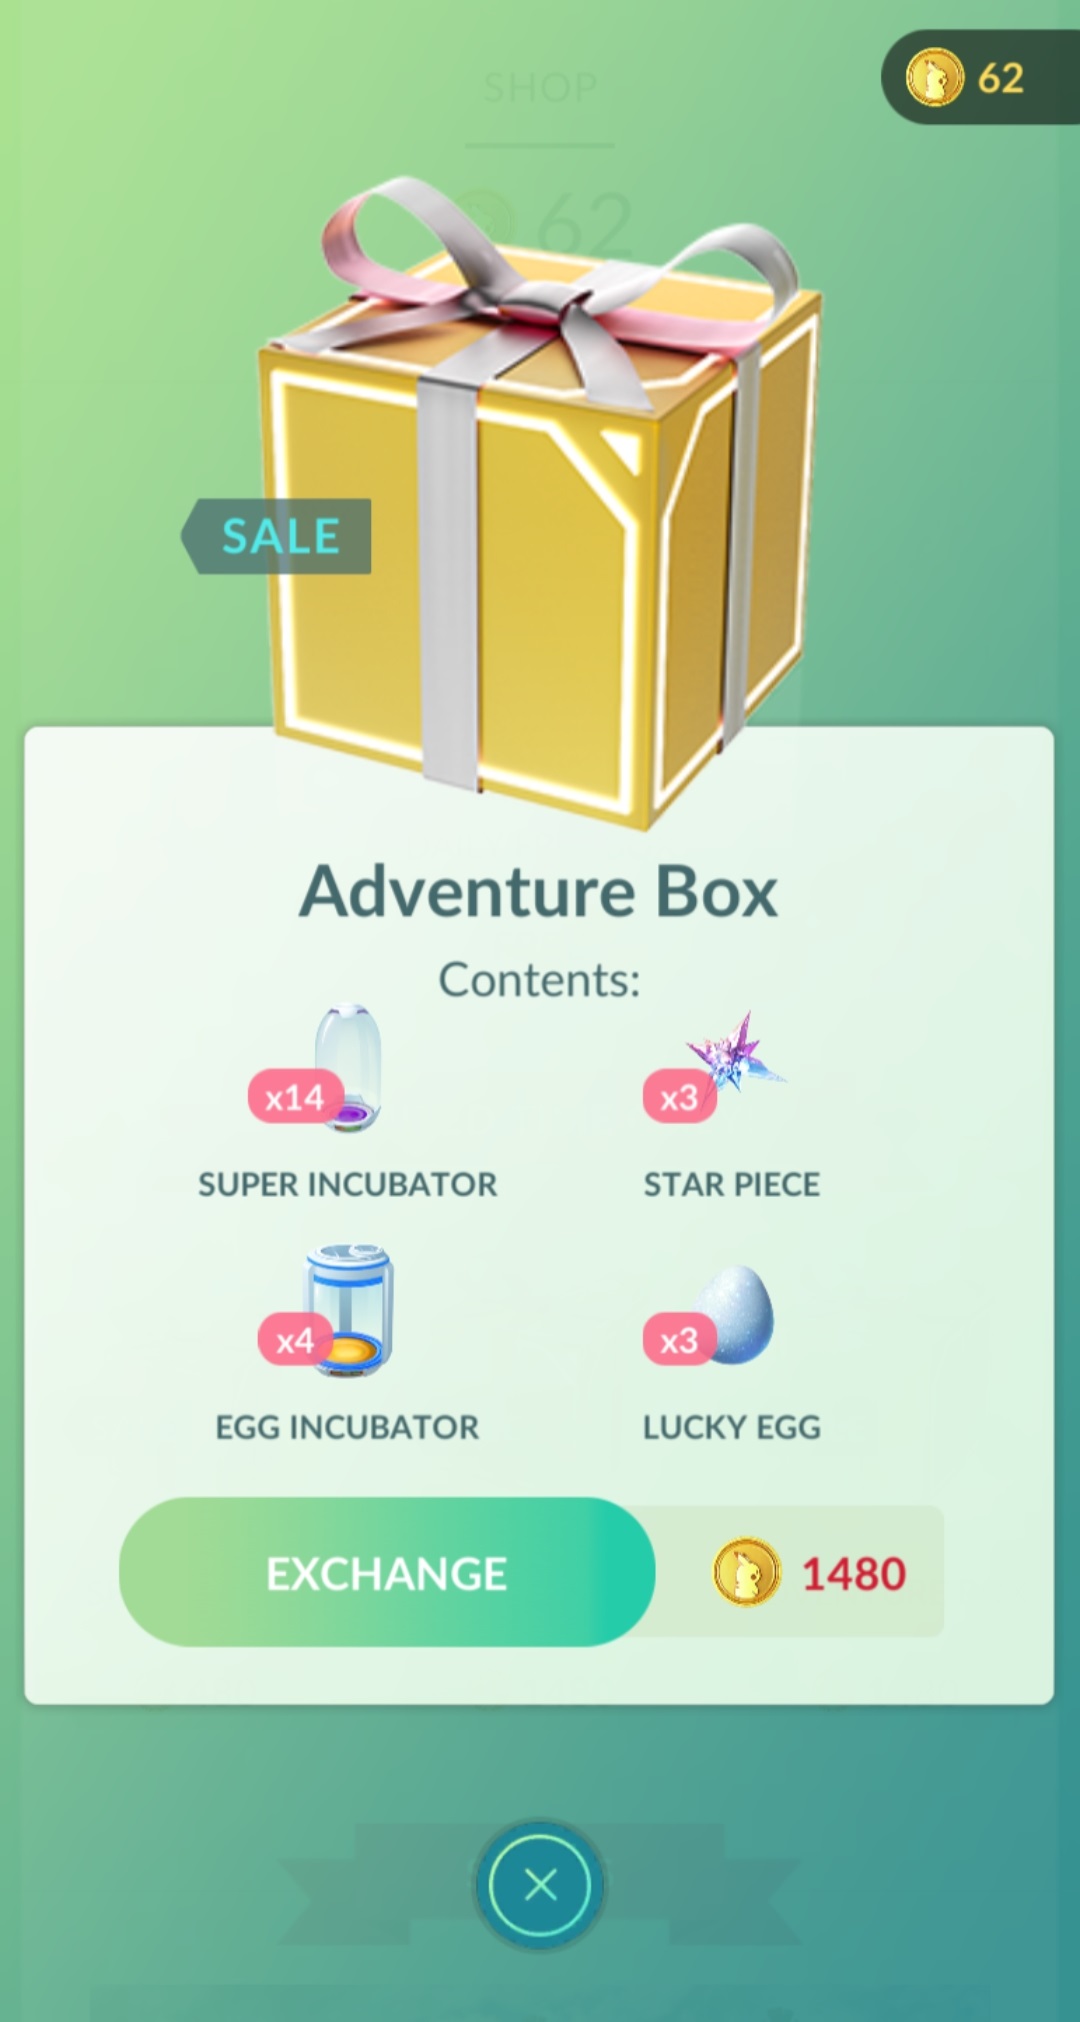 62
SHOP
62
SALE
Adventure Box
Contents:
x14
x3
SUPER INCUBATOR
STAR PIECE
x4
x3
EGG INCUBATOR
LUCKY EGG
EXCHANGE
1480